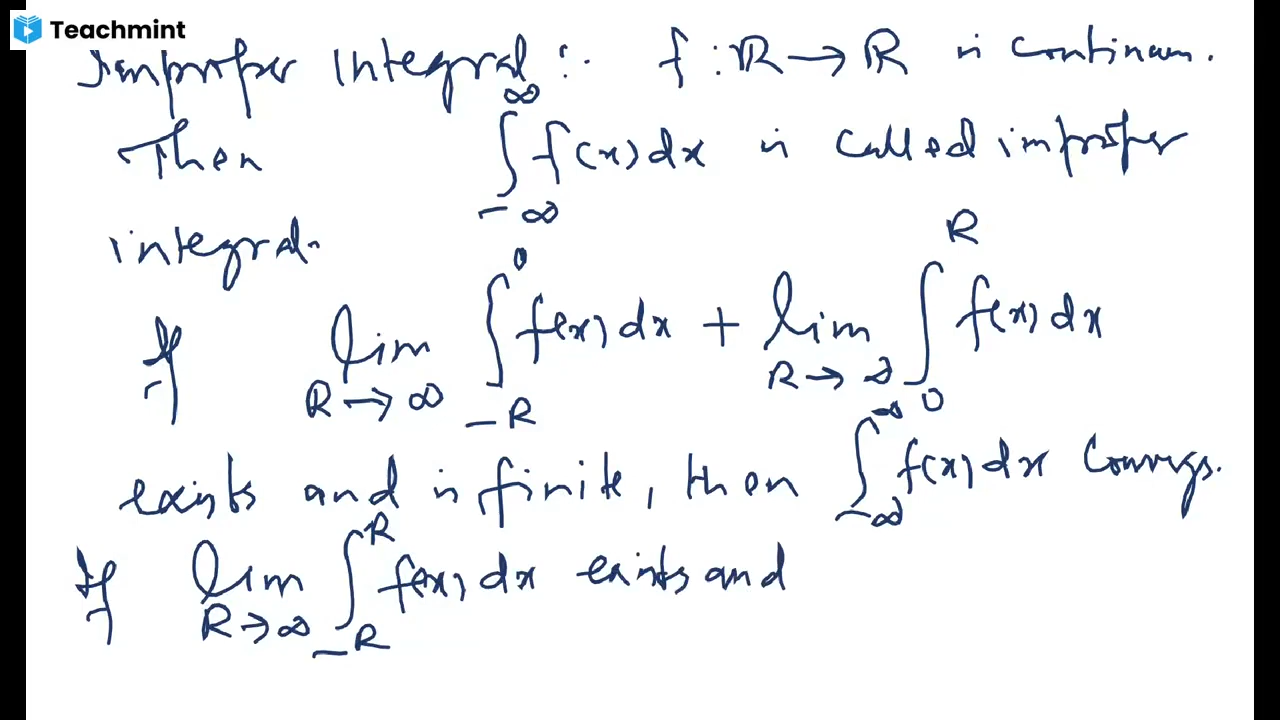 Teachmint
Improper Integral :- f : ℝ → ℝ is continuous.
Then ∫_{-∞}^{∞} f(x) dx is called improper
integral.
If lim_{R→∞} ∫_{-R}^{0} f(x) dx + lim_{R→∞} ∫_{0}^{R} f(x) dx
exists and is finite, then ∫_{-∞}^{∞} f(x) dx Convergs.
If lim_{R→∞} ∫_{-R}^{R} f(x) dx exists and